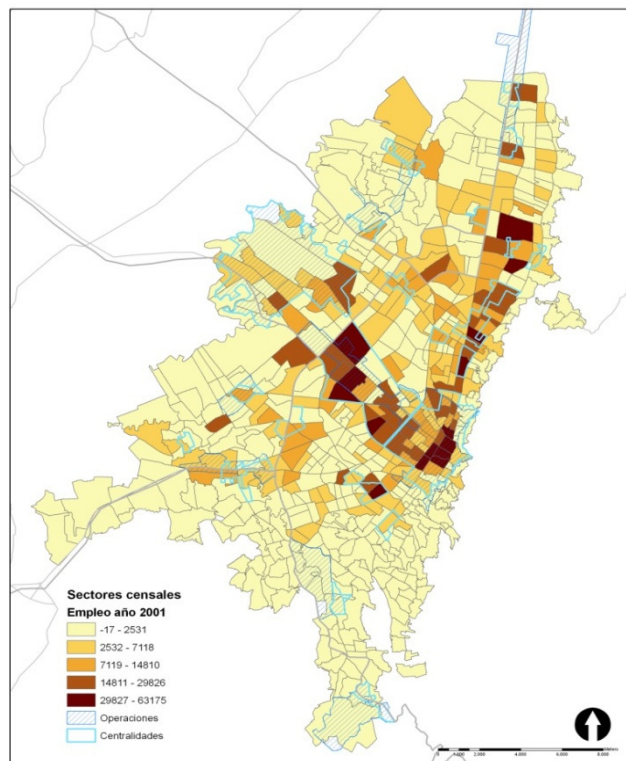 Sectores censales
Empleo año 2001
-17 - 2531
2532 - 7118
7119 - 14810
14811 - 29826
29827 - 63175
Operaciones
Centralidades